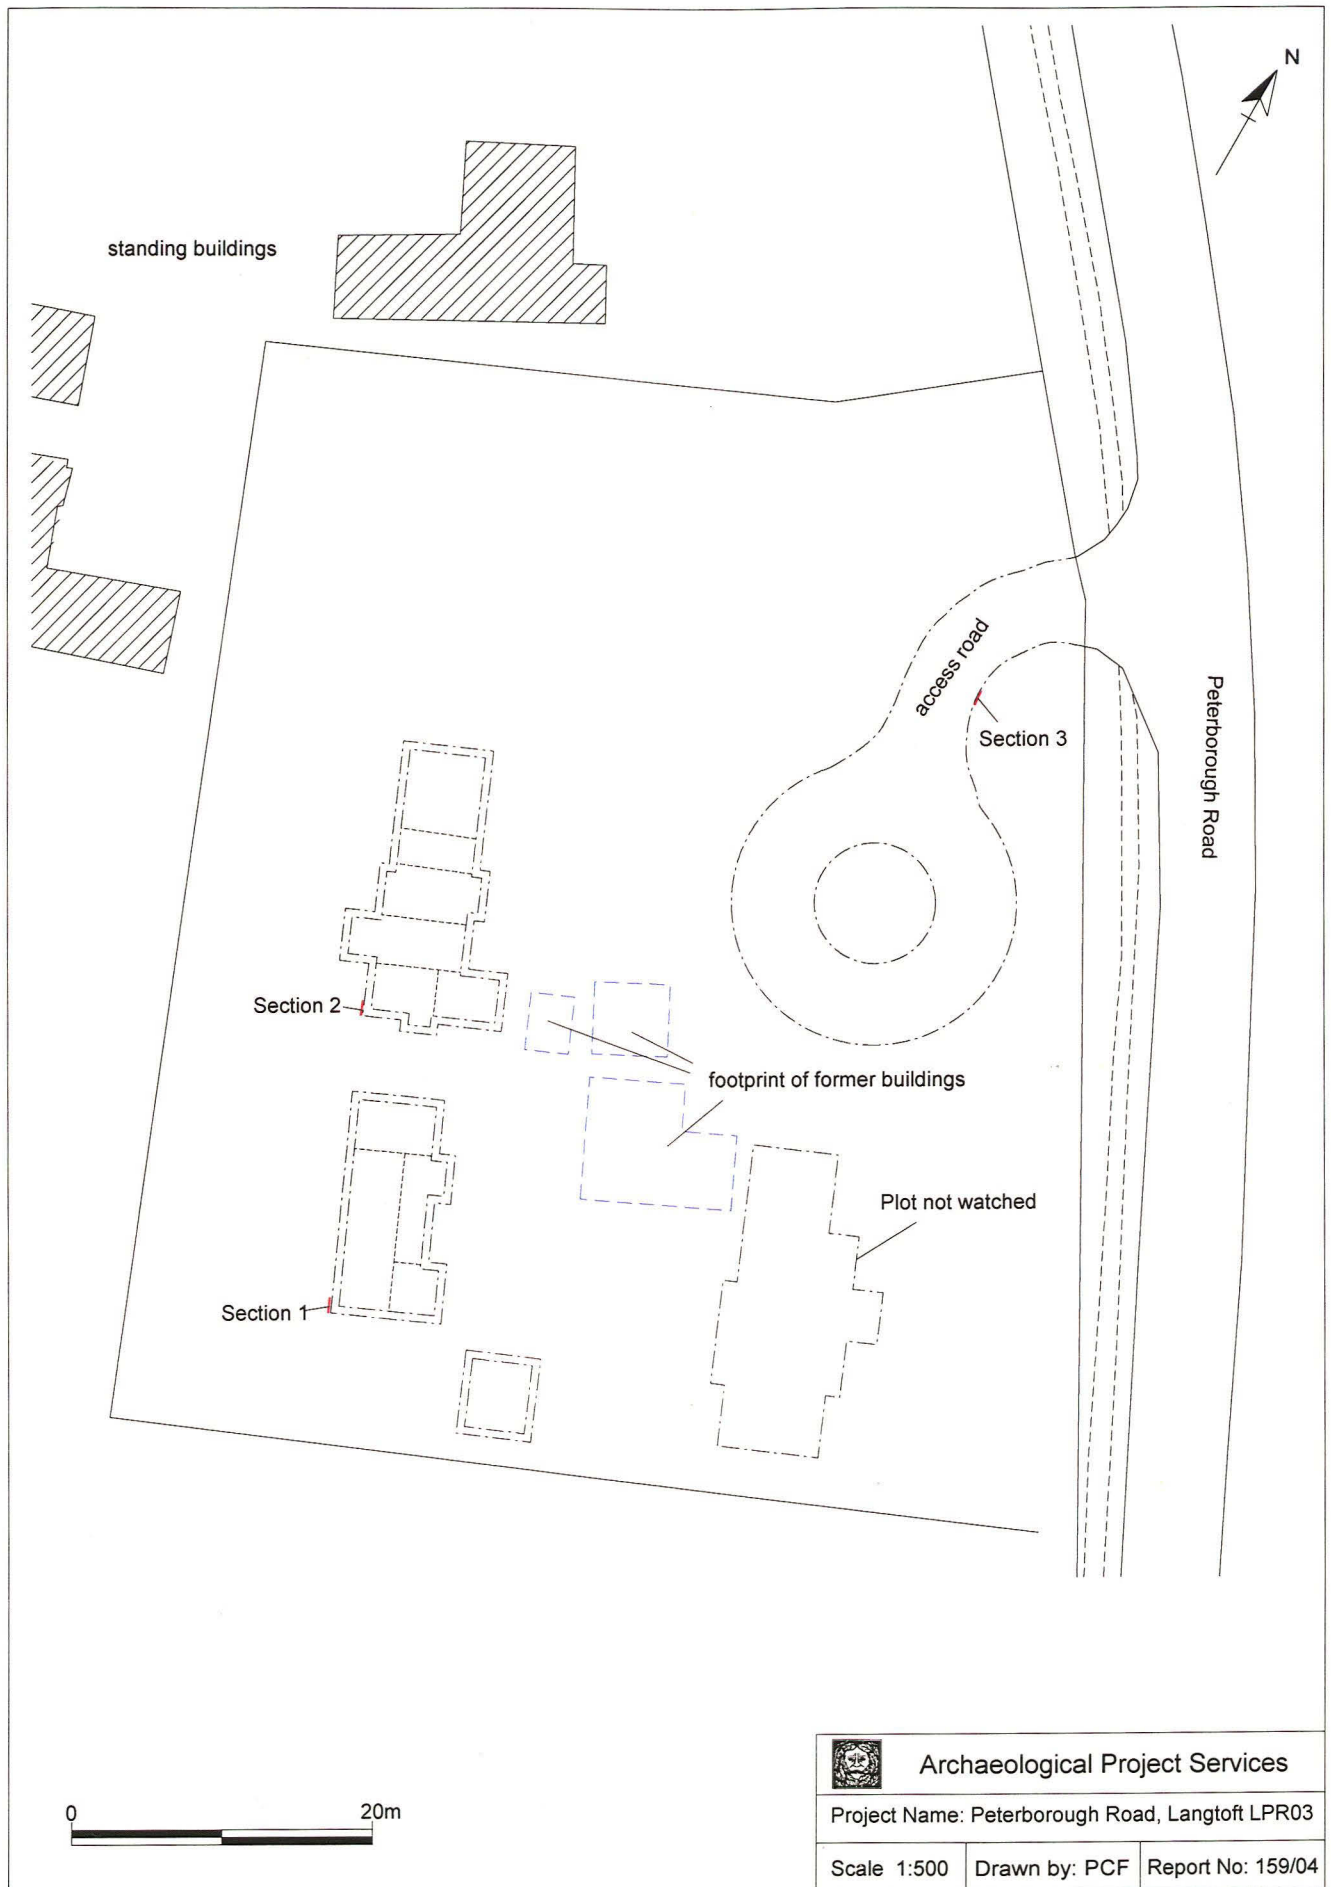 N
standing buildings
access road
Section 3
Peterborough Road
Section 2
footprint of former buildings
Plot not watched
Section 1
0 20m
Archaeological Project Services
Project Name: Peterborough Road, Langtoft LPR03
Scale 1:500 Drawn by: PCF Report No: 159/04